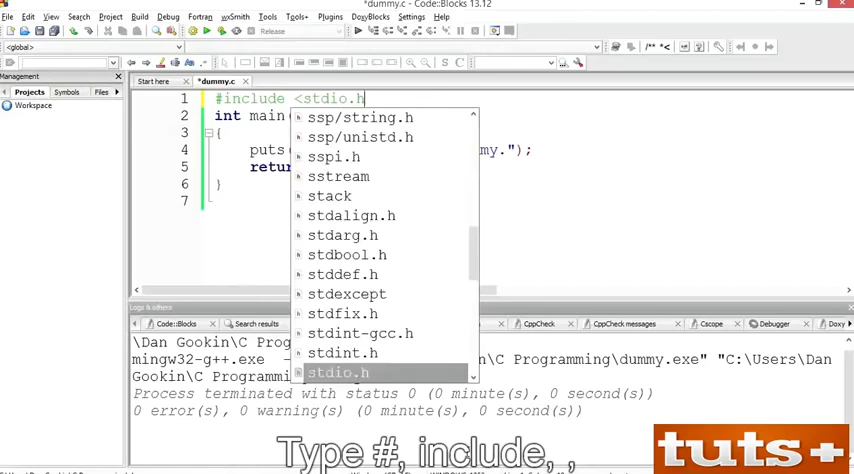 *dummy.c - Code::Blocks 13.12
File Edit View Search Project Build Debug Fortran wxSmith Tools Tools+ Plugins DoxyBlocks Settings Help
Release
<global>
/** *<
Management
Projects Symbols Files
Workspace
Start here *dummy.c
1 #include <stdio.h
2 int main(
3 {
4 puts( my.");
5 retur
6 }
7
ssp/string.h
ssp/unistd.h
sspi.h
sstream
stack
stdalign.h
stdarg.h
stdbool.h
stddef.h
stdexcept
stdfix.h
stdint-gcc.h
stdint.h
stdio.h
Logs & others
Code::Blocks Search results CppCheck CppCheck messages Cscope Debugger Doxy
\Dan Gookin\C Prog
mingw32-g++.exe - n\C Programming\dummy.exe" "C:\Users\Dan
Gookin\C Programm
Process terminated with status 0 (0 minute(s), 0 second(s))
0 error(s), 0 warning(s) (0 minute(s), 0 second(s))
Type #, include, ,
tuts+